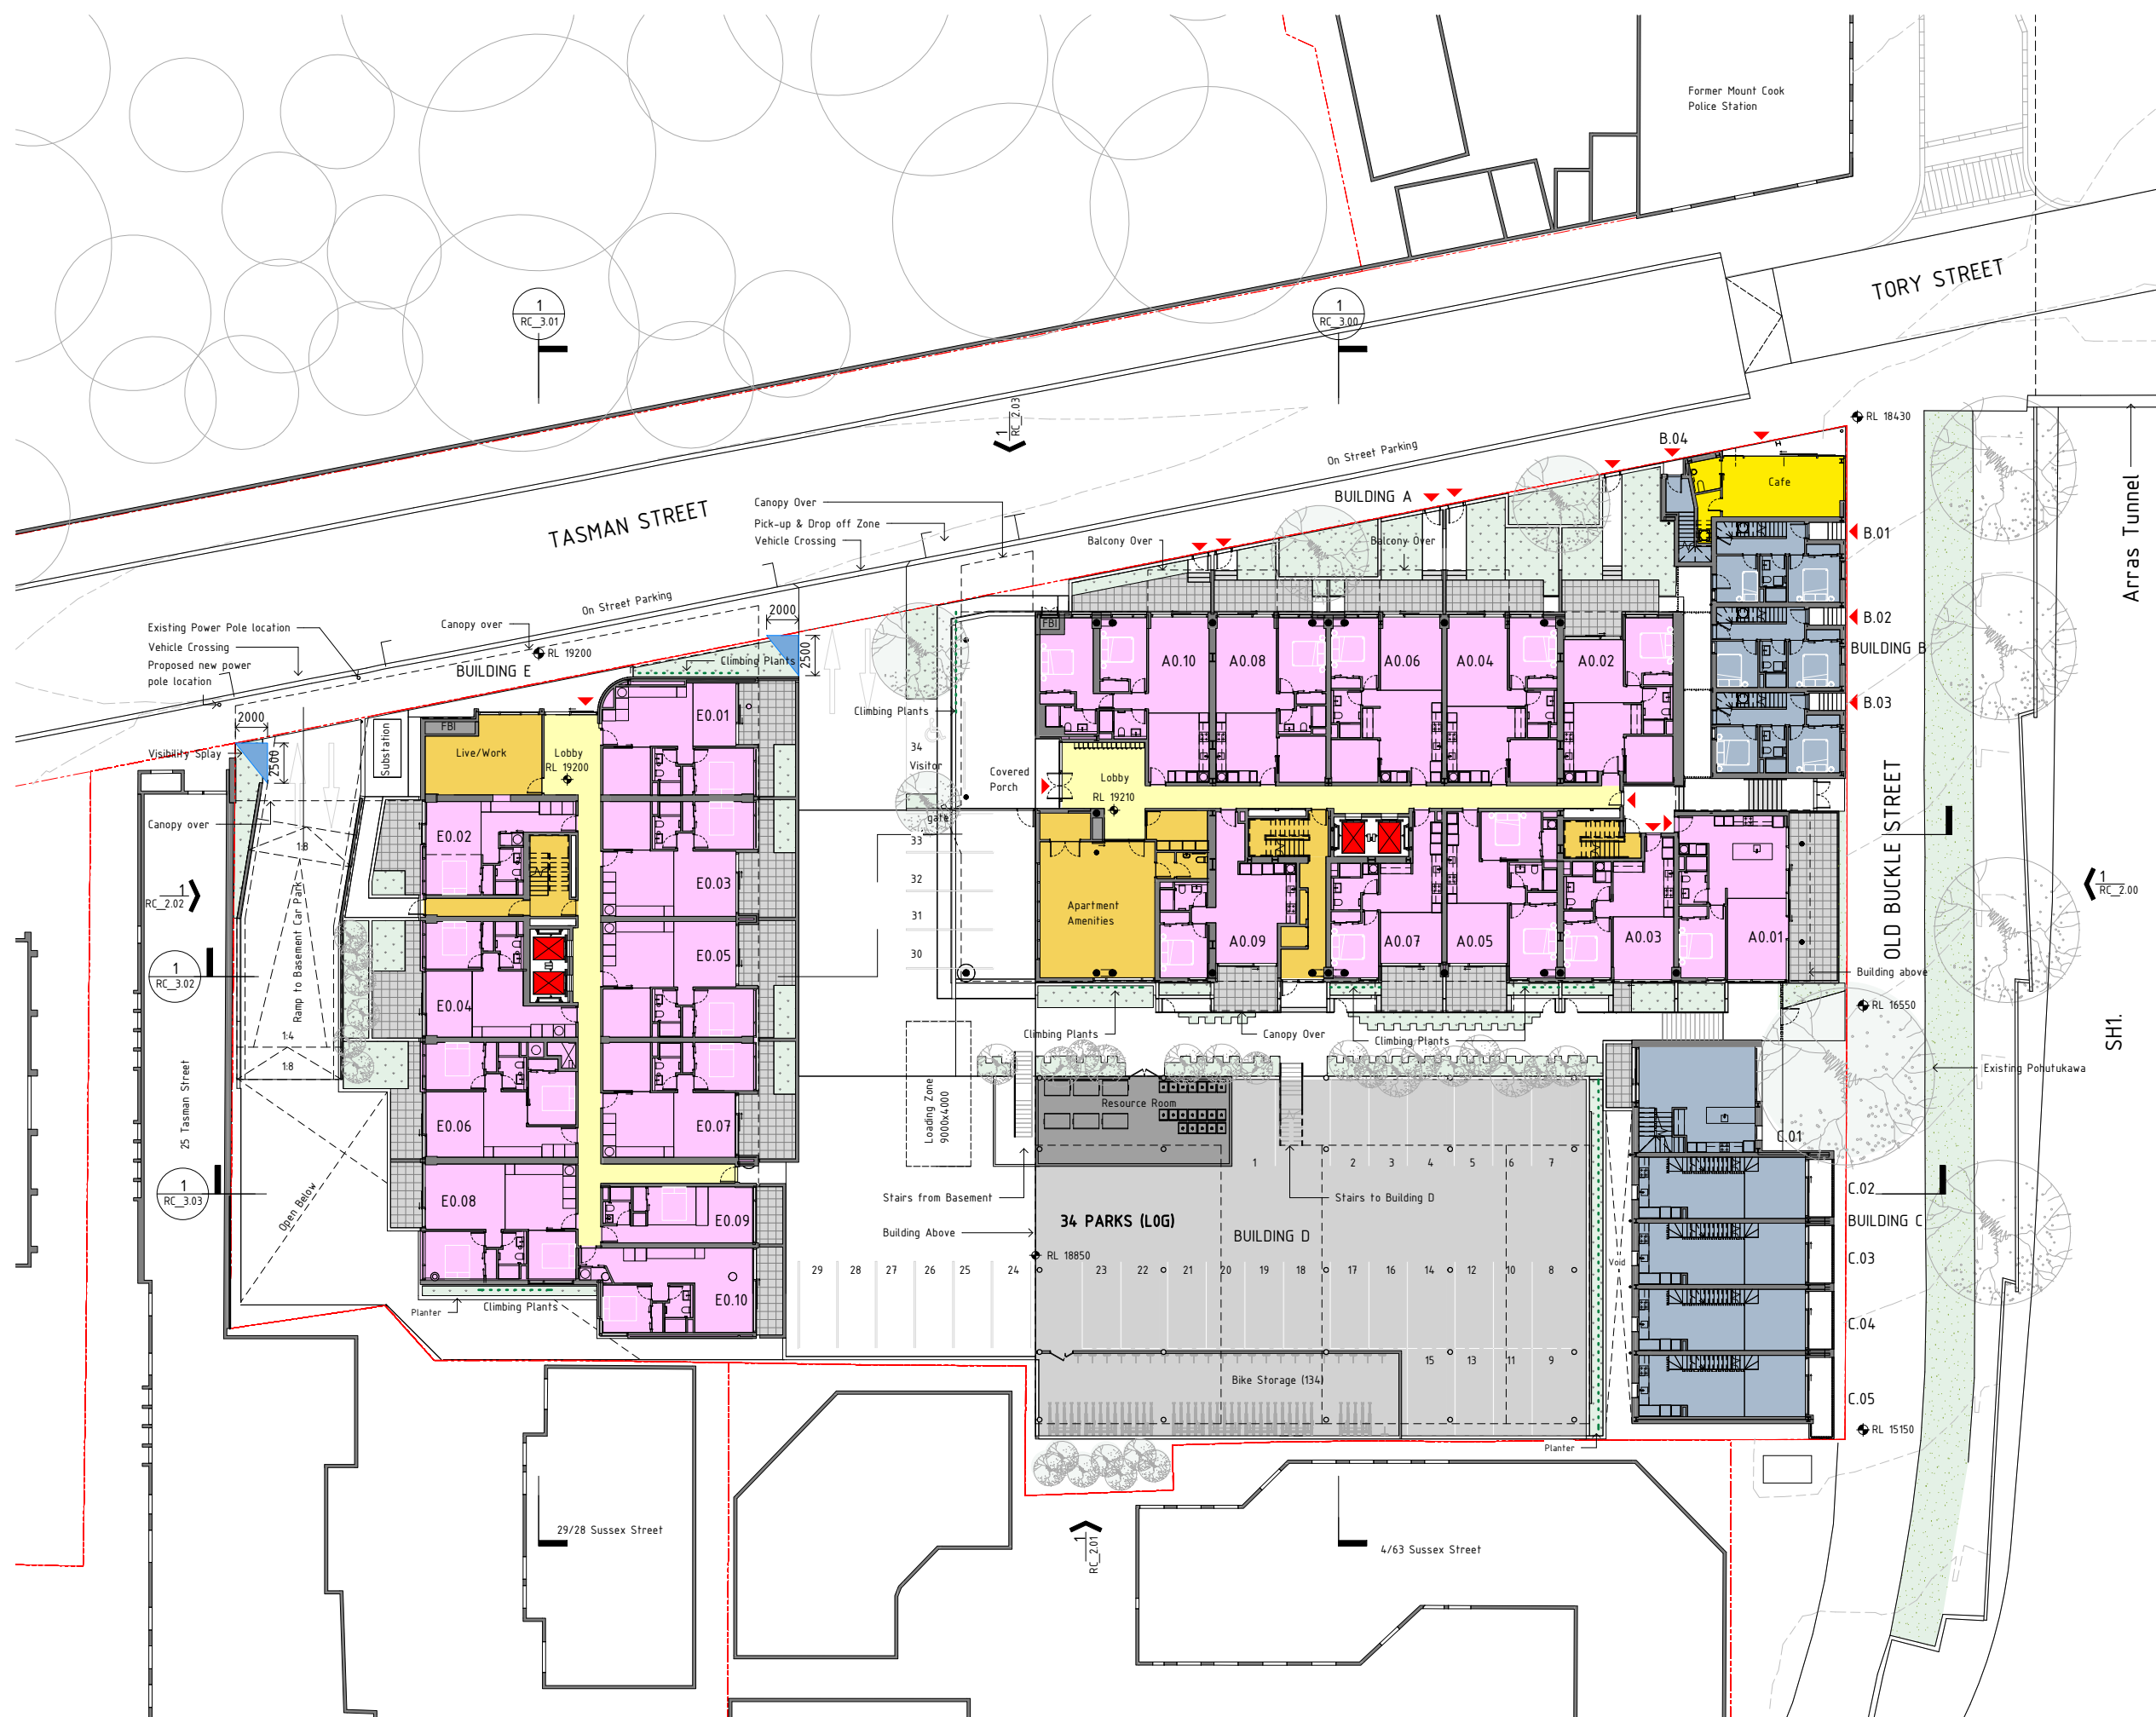 Former Mount Cook
Police Station
TORY STREET
1
RC_3.01
1
RC_3.00
1
RC_2.03
RL 18430
On Street Parking
B.04
Cafe
BUILDING A
Arras Tunnel
TASMAN STREET
Canopy Over
Pick-up & Drop off Zone
Vehicle Crossing
Balcony Over
Balcony Over
B.01
B.02
BUILDING B
B.03
On Street Parking
2000
2500
Existing Power Pole location
Vehicle Crossing
Proposed new power
pole location
Canopy over
RL 19200
BUILDING E
Climbing Plants
FBI
A0.10
A0.08
A0.06
A0.04
A0.02
2000
2500
Visibility Splay
Substation
FBI
Live/Work
Lobby
RL 19200
E0.01
Climbing Plants
34
Visitor
gate
Covered
Porch
Lobby
RL 19210
Canopy over
1:8
E0.02
E0.03
33
32
31
30
Apartment
Amenities
A0.09
A0.07
A0.05
A0.03
A0.01
OLD BUCKLE STREET
1
RC_2.02
1
RC_2.00
Ramp to Basement Car Park
1
RC_3.02
E0.05
E0.04
Building above
RL 16550
SH1.
1:4
1:8
25 Tasman Street
Climbing Plants
Canopy Over
Climbing Plants
Existing Pohutukawa
Loading Zone
9000x4000
Resource Room
E0.06
E0.07
C.01
1
2
3
4
5
6
7
1
RC_3.03
Open Below
E0.08
E0.09
Stairs from Basement
Stairs to Building D
C.02
34 PARKS (L0G)
BUILDING D
BUILDING C
Building Above
RL 18850
Void
C.03
29
28
27
26
25
24
23
22
21
20
19
18
17
16
14
12
10
8
E0.10
Planter
Climbing Plants
C.04
15
13
11
9
Bike Storage (134)
C.05
RL 15150
Planter
29/28 Sussex Street
1
RC_2.01
4/63 Sussex Street